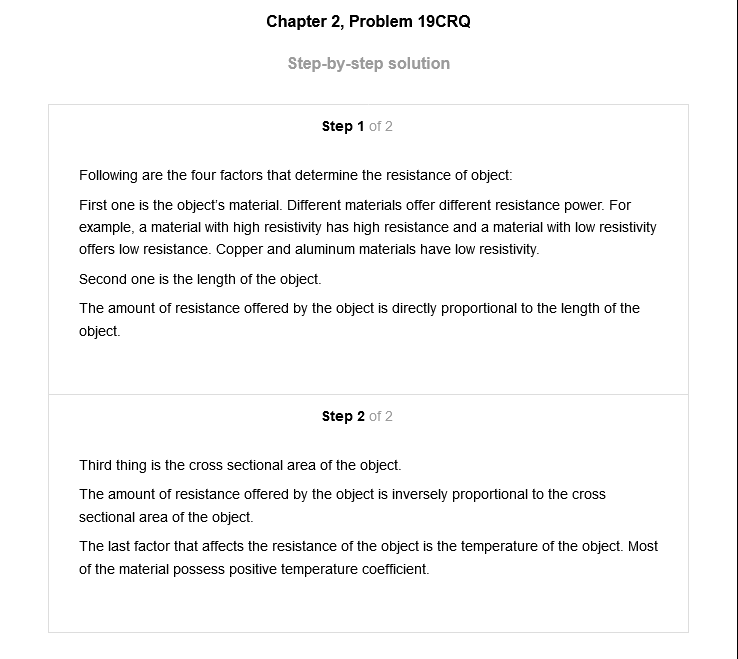 Chapter 2, Problem 19CRQ
Step-by-step solution
Step 1 of 2
Following are the four factors that determine the resistance of object:
First one is the object's material. Different materials offer different resistance power. For
example, a material with high resistivity has high resistance and a material with low resistivity
offers low resistance. Copper and aluminum materials have low resistivity.
Second one is the length of the object.
The amount of resistance offered by the object is directly proportional to the length of the
object.
Step 2 of 2
Third thing is the cross sectional area of the object.
The amount of resistance offered by the object is inversely proportional to the cross
sectional area of the object.
The last factor that affects the resistance of the object is the temperature of the object. Most
of the material possess positive temperature coefficient.